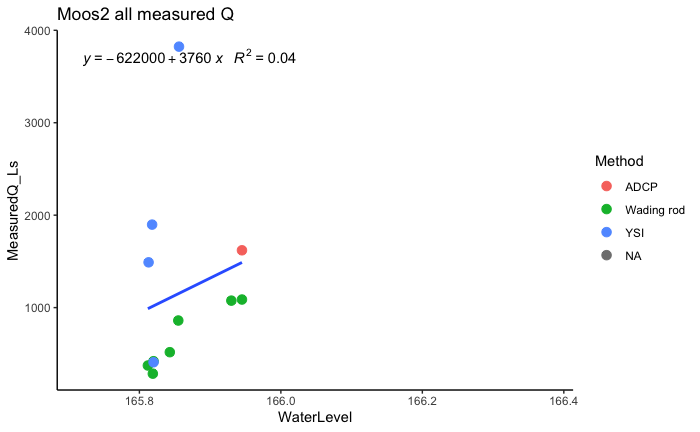 Moos2 all measured Q
y = − 622000 + 3760 x R² = 0.04
MeasuredQ_Ls
4000
3000
2000
1000
165.8 166.0 166.2 166.4
WaterLevel
Method
ADCP
Wading rod
YSI
NA